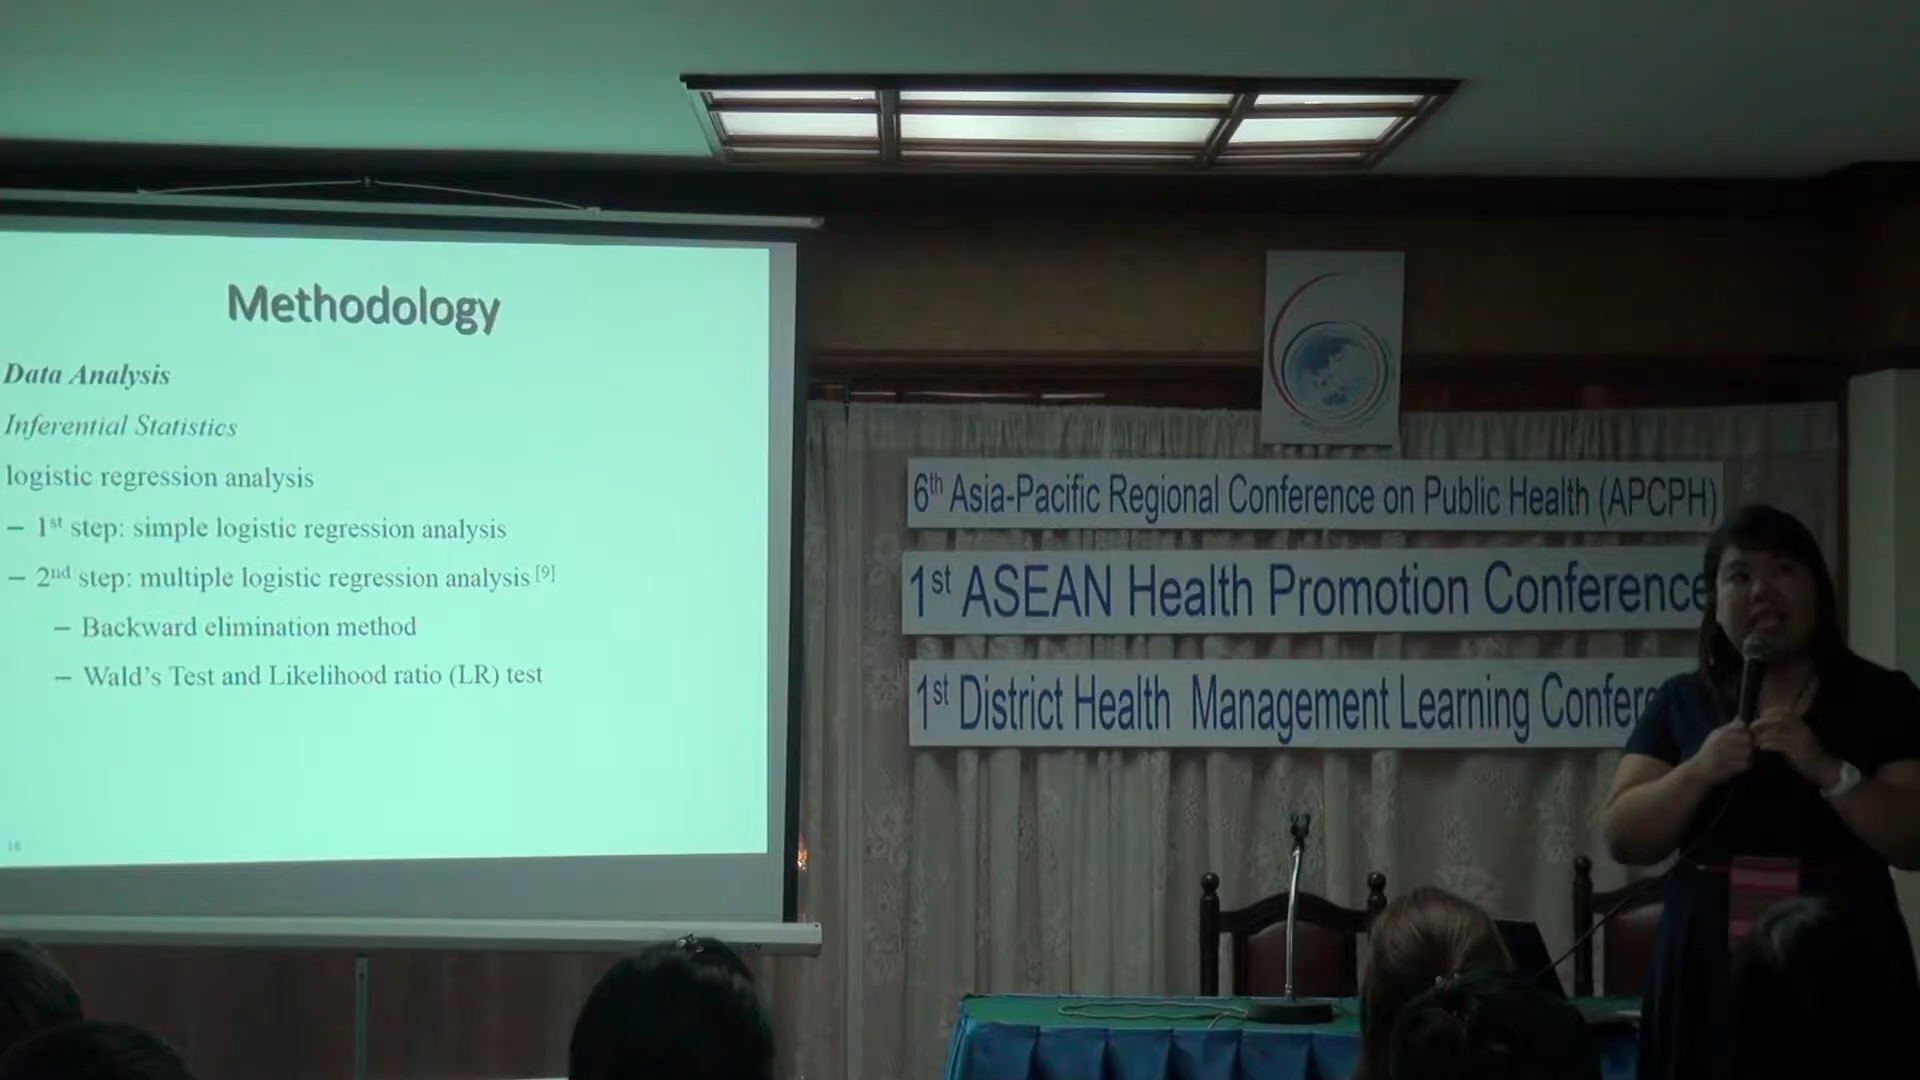 Methodology
Data Analysis
Inferential Statistics
logistic regression analysis
– 1st step: simple logistic regression analysis
– 2nd step: multiple logistic regression analysis [9]
– Backward elimination method
– Wald's Test and Likelihood ratio (LR) test
6th Asia-Pacific Regional Conference on Public Health (APCPH)
1st ASEAN Health Promotion Conference
1st District Health Management Learning Confere